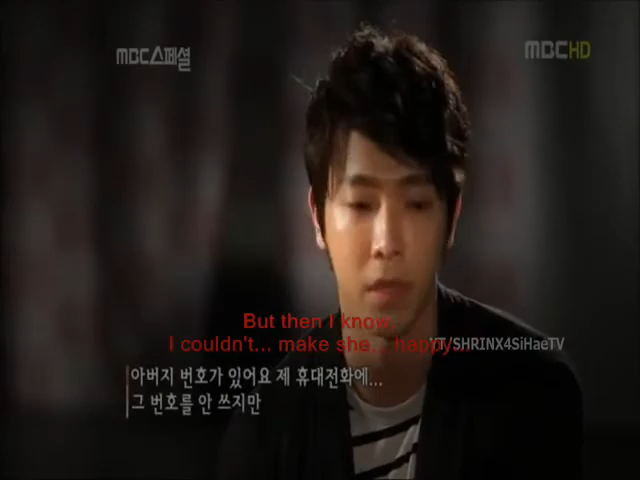 MBC스페셜
MBCHD
But then I know,
I couldn't... make she... happy...
YT/SHRINX4SiHaeTV
아버지 번호가 있어요 제 휴대전화에...
그 번호를 안 쓰지만